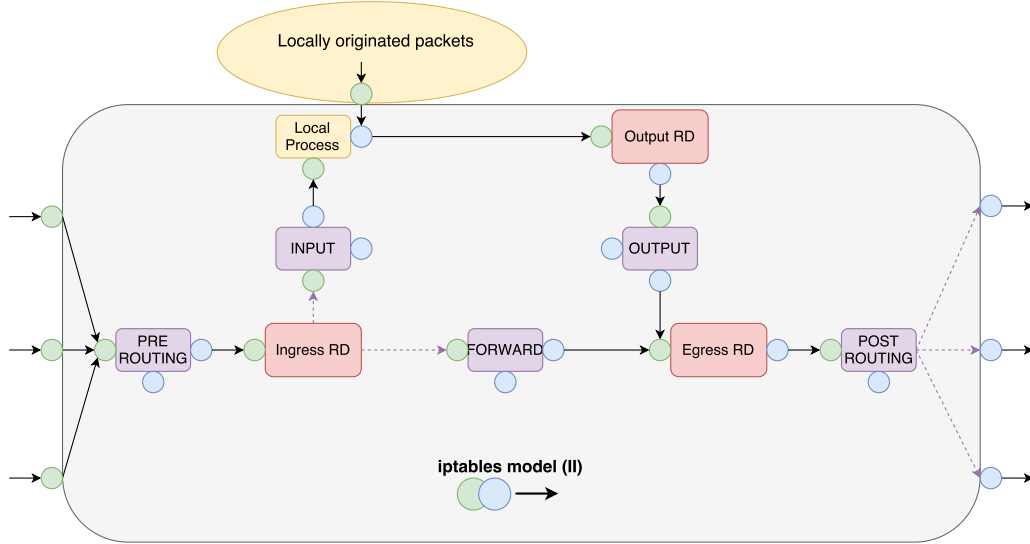 Locally originated packets
Local
Process
Output RD
INPUT
OUTPUT
PRE
ROUTING
Ingress RD
FORWARD
Egress RD
POST
ROUTING
iptables model (II)